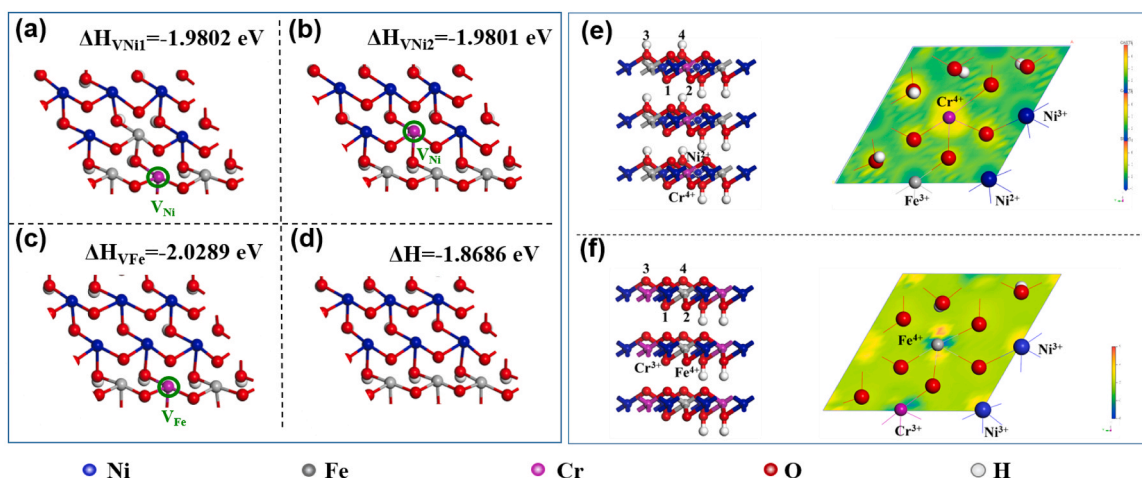 (a)
ΔH_VNi1=-1.9802 eV
V_Ni
(b)
ΔH_VNi2=-1.9801 eV
V_Ni
(c)
ΔH_VFe=-2.0289 eV
V_Fe
(d)
ΔH=-1.8686 eV
(e)
3 4
1 2
Ni²⁺
Cr⁴⁺
Cr⁴⁺
Ni³⁺
Fe³⁺
Ni²⁺
(f)
3 4
1 2
Cr³⁺ Fe⁴⁺
Fe⁴⁺
Ni³⁺
Cr³⁺
Ni³⁺
Ni Fe Cr O H